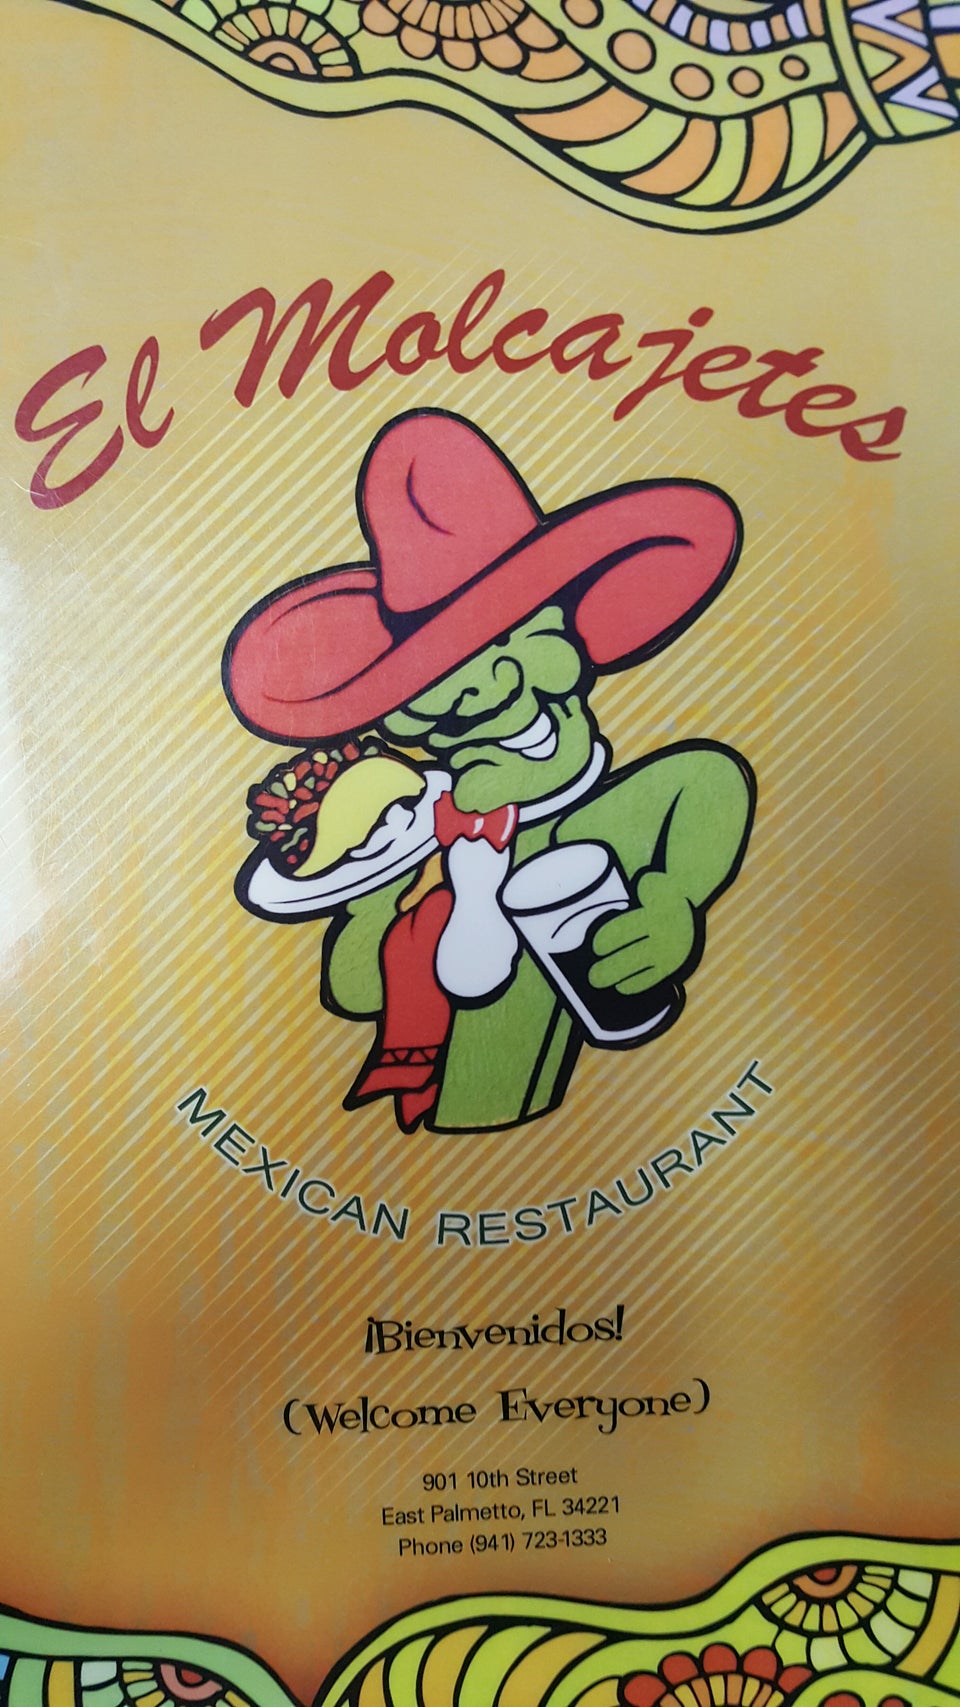 El Molcajetes
MEXICAN RESTAURANT
¡Bienvenidos!
(Welcome Everyone)
901 10th Street
East Palmetto, FL 34221
Phone (941) 723-1333